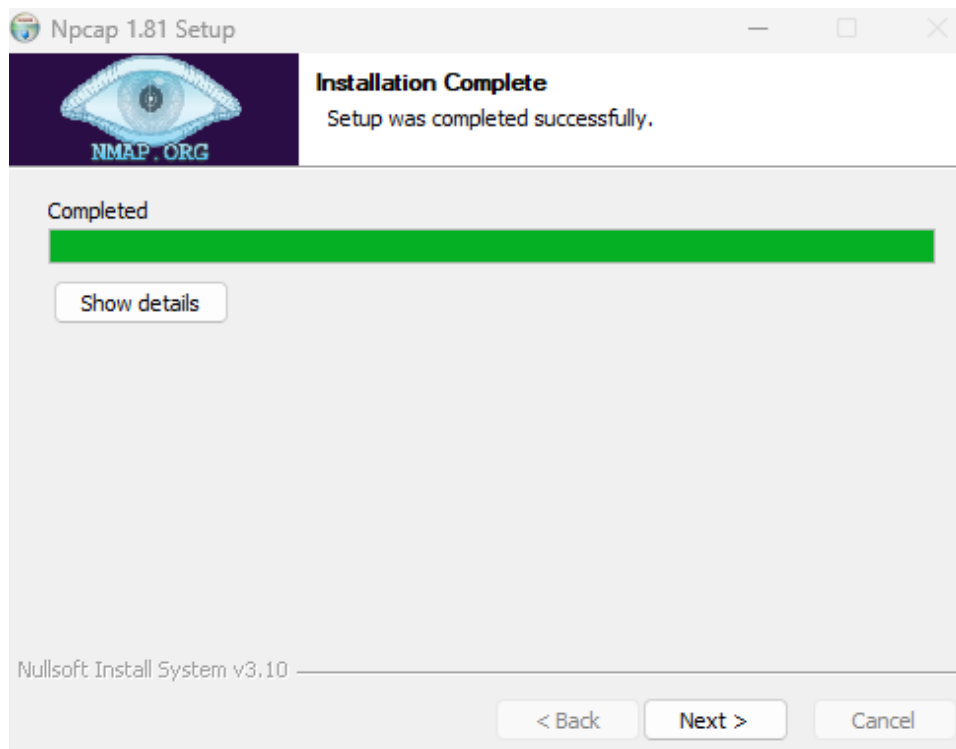 Npcap 1.81 Setup
NMAP.ORG
Installation Complete
Setup was completed successfully.
Completed
Show details
Nullsoft Install System v3.10
< Back
Next >
Cancel